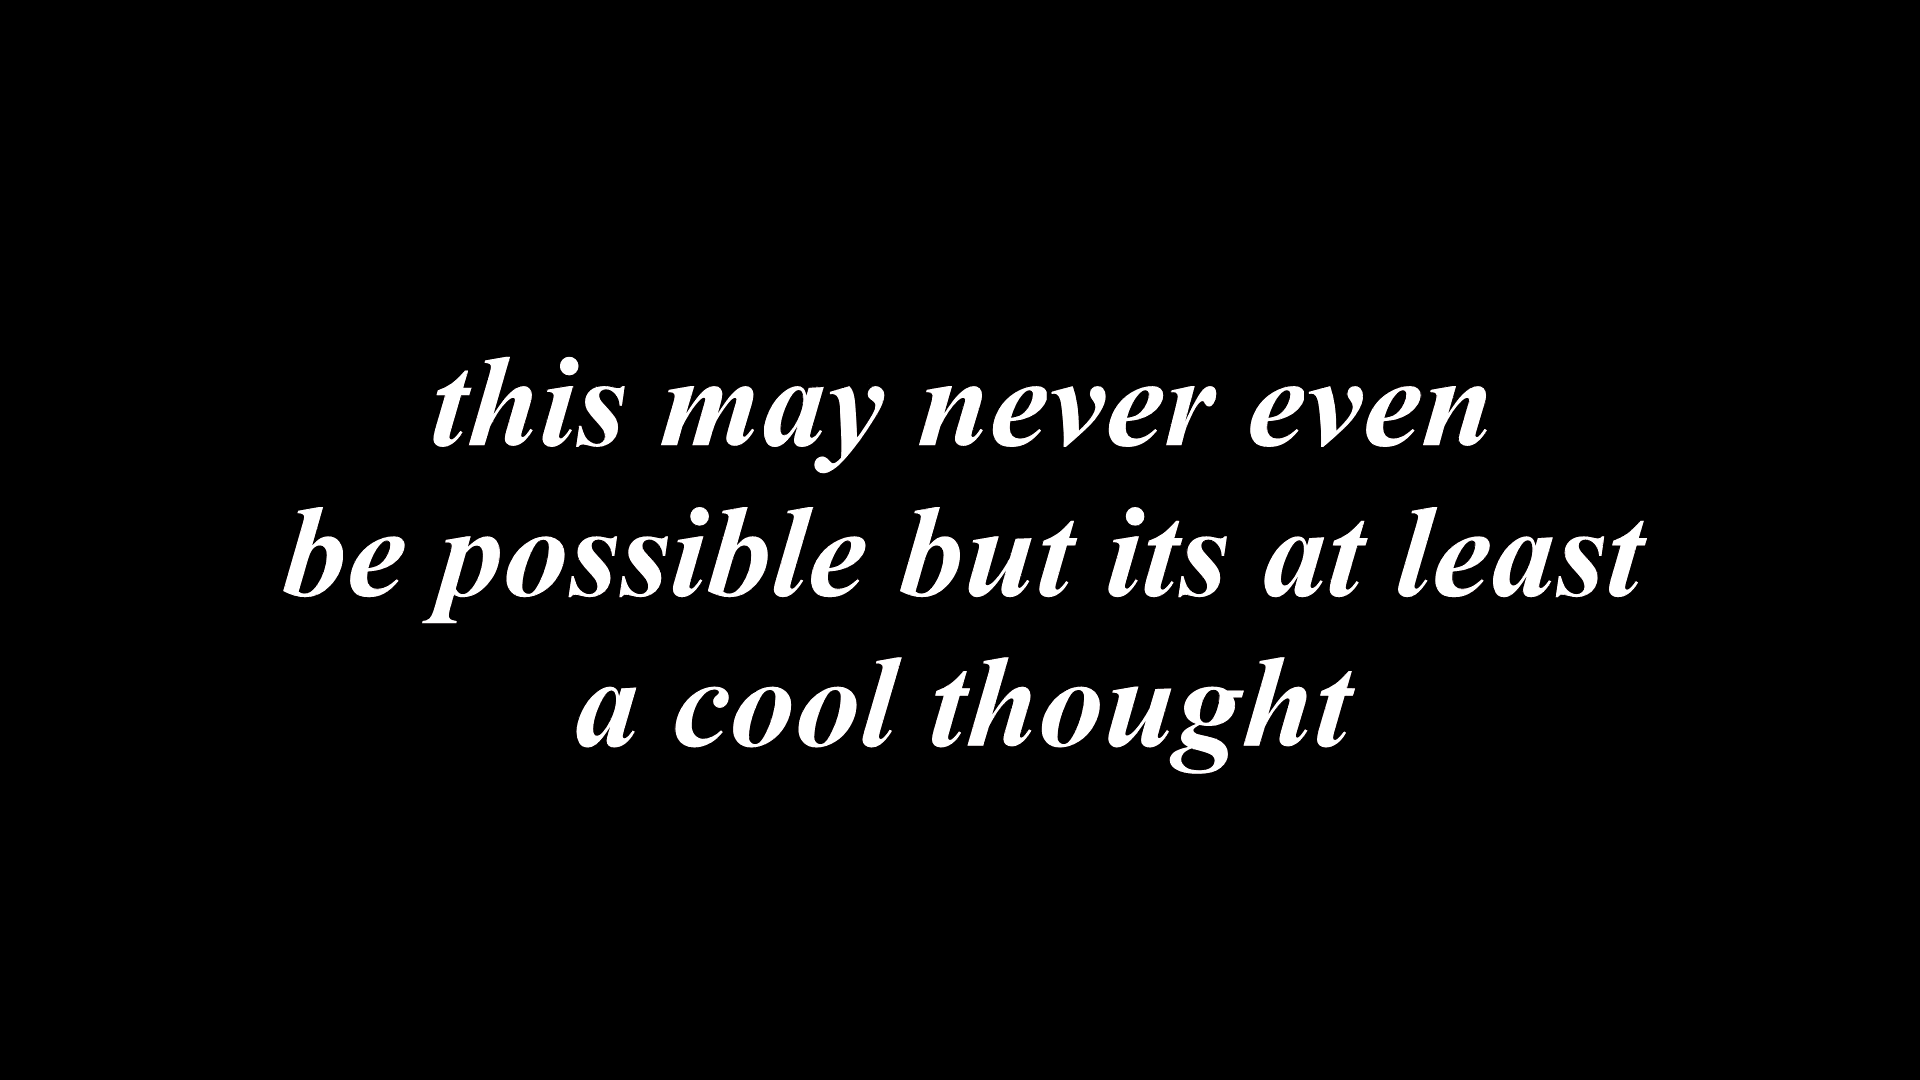 this may never even
be possible but its at least
a cool thought